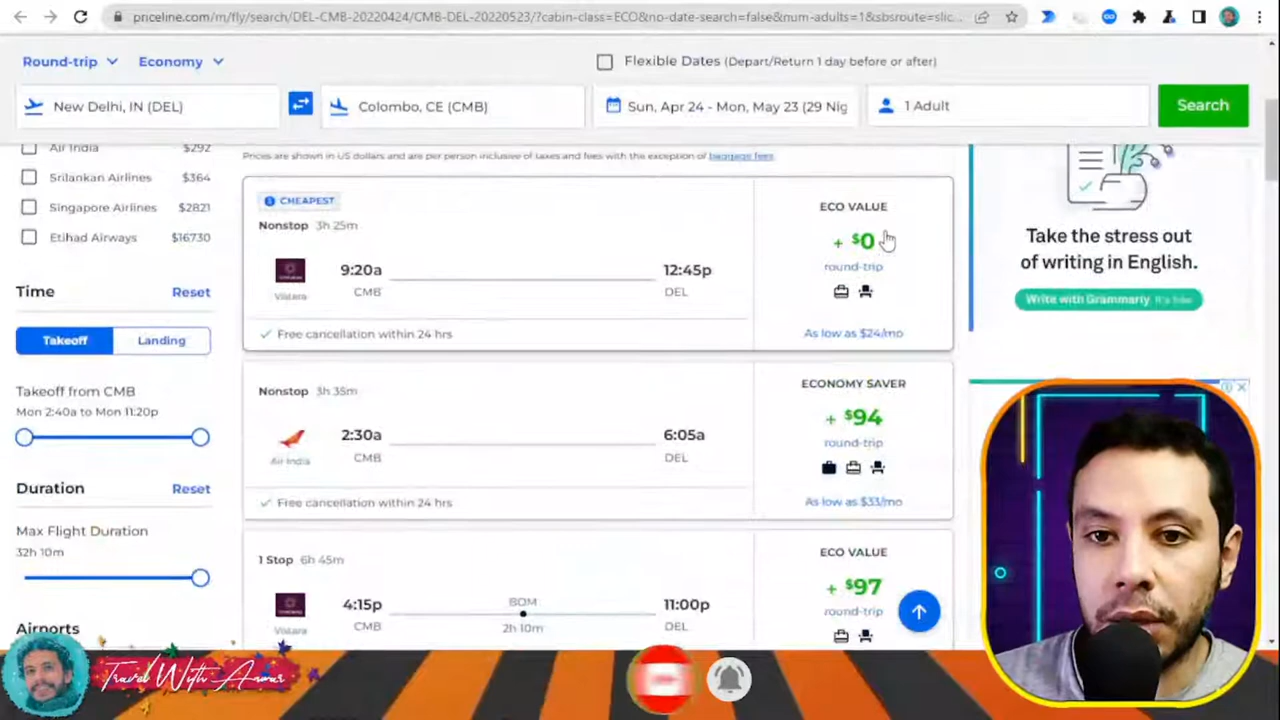 priceline.com/m/fly/search/DEL-CMB-20220424/CMB-DEL-20220523/?cabin-class=ECO&no-date-search=false&num-adults=1&sbsroute=slic...
Round-trip
Economy
Flexible Dates (Depart/Return 1 day before or after)
New Delhi, IN (DEL)
Colombo, CE (CMB)
Sun, Apr 24 - Mon, May 23 (29 Nig
1 Adult
Search
Air India $292
Srilankan Airlines $364
Singapore Airlines $2821
Etihad Airways $16730
Time Reset
Takeoff Landing
Takeoff from CMB
Mon 2:40a to Mon 11:20p
Duration Reset
Max Flight Duration
32h 10m
Airports
Prices are shown in US dollars and are per person inclusive of taxes and fees with the exception of baggage fees.
CHEAPEST
Nonstop 3h 25m
Vistara
9:20a 12:45p
CMB DEL
Free cancellation within 24 hrs
ECO VALUE
+ $0
round-trip
As low as $24/mo
Nonstop 3h 35m
Air India
2:30a 6:05a
CMB DEL
Free cancellation within 24 hrs
ECONOMY SAVER
+ $94
round-trip
As low as $33/mo
1 Stop 6h 45m
Vistara
4:15p BOM 11:00p
CMB 2h 10m DEL
ECO VALUE
+ $97
round-trip
Take the stress out
of writing in English.
Write with Grammarly
Travel With Anwar